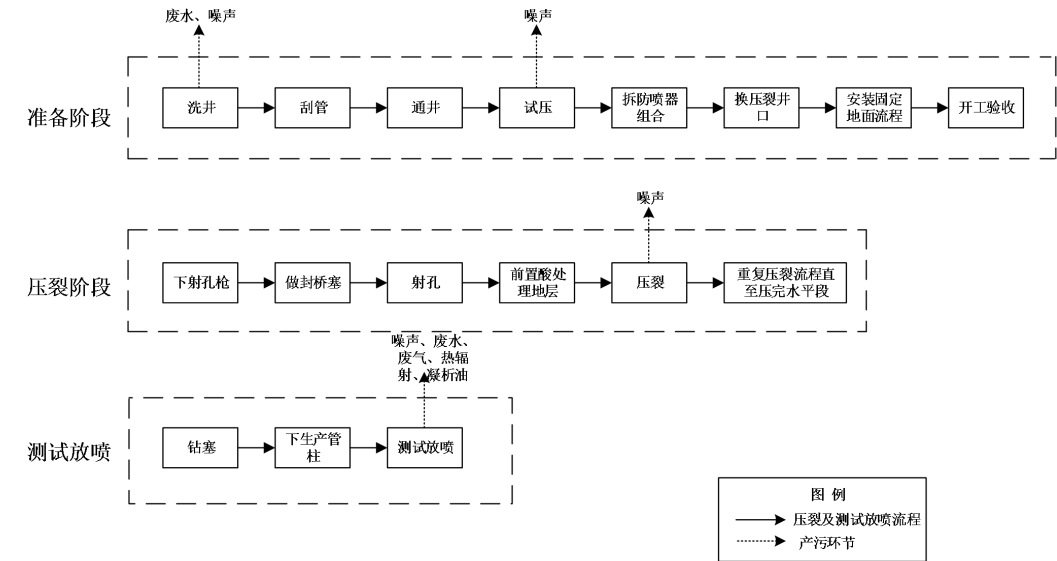 废水、噪声
噪声
准备阶段
洗井
刮管
通井
试压
拆防喷器
组合
换压裂井
口
安装固定
地面流程
开工验收
噪声
压裂阶段
下射孔枪
做封桥塞
射孔
前置酸处
理地层
压裂
重复压裂流程直
至压完水平段
噪声、废水、
废气、热辐
射、凝析油
测试放喷
钻塞
下生产管
柱
测试放喷
图 例
压裂及测试放喷流程
产污环节